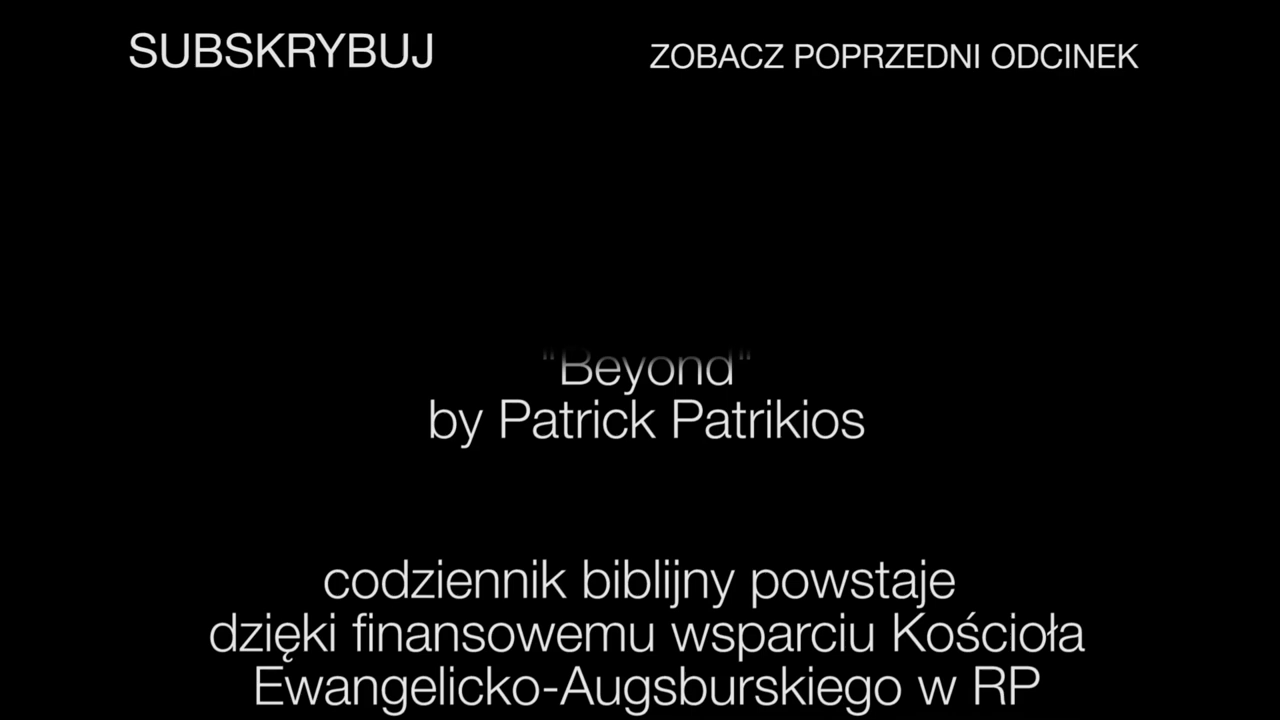 SUBSKRYBUJ
ZOBACZ POPRZEDNI ODCINEK
"Beyond"
by Patrick Patrikios
codziennik biblijny powstaje
dzięki finansowemu wsparciu Kościoła
Ewangelicko-Augsburskiego w RP